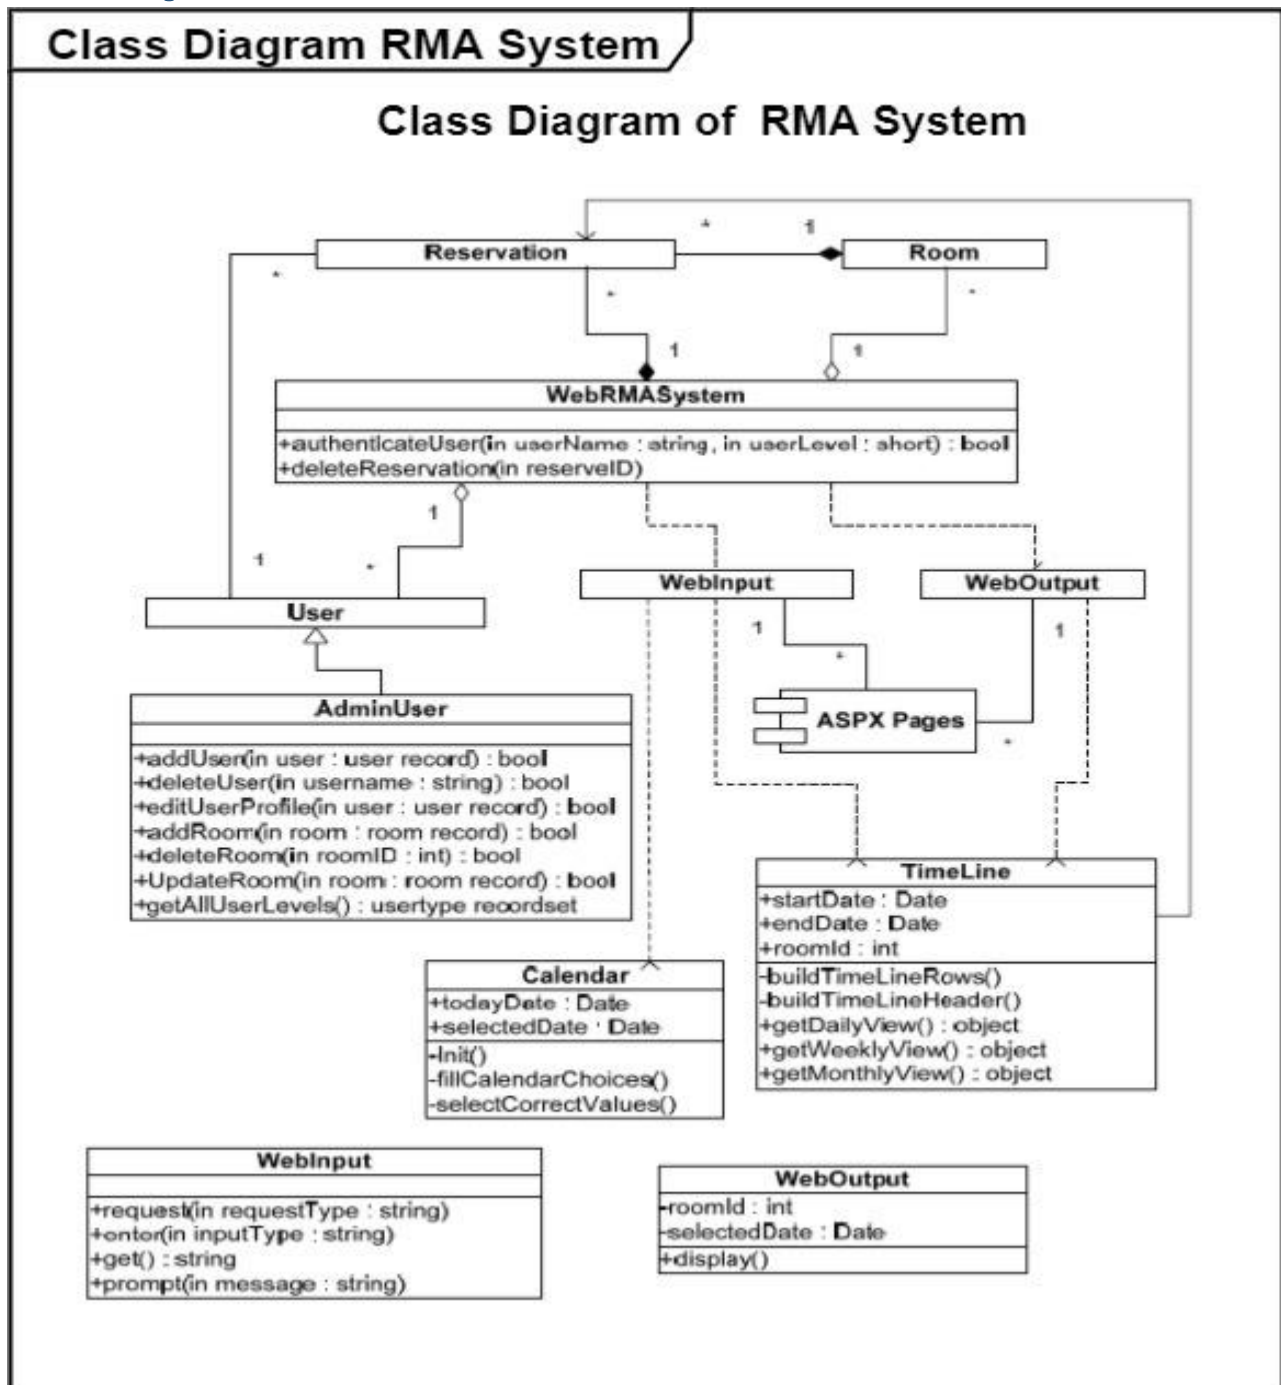 Class Diagram RMA System
Class Diagram of RMA System
* 1
Reservation
Room
*
*
*
1
1
WebRMASystem
+authenticateUser(in userName : string, in userLevel : short) : bool
+deleteReservation(in reserveID)
1
1
*
WebInput
WebOutput
User
1
1
*
ASPX Pages
*
AdminUser
+addUser(in user : user record) : bool
+deleteUser(in username : string) : bool
+editUserProfile(in user : user record) : bool
+addRoom(in room : room record) : bool
+deleteRoom(in roomID : int) : bool
+UpdateRoom(in room : room record) : bool
+getAllUserLevels() : usertype recordset
TimeLine
+startDate : Date
+endDate : Date
+roomId : int
-buildTimeLineRows()
-buildTimeLineHeader()
+getDailyView() : object
+getWeeklyView() : object
+getMonthlyView() : object
Calendar
+todayDate : Date
+selectedDate : Date
-Init()
-fillCalendarChoices()
-selectCorrectValues()
WebInput
+request(in requestType : string)
+enter(in inputType : string)
+get() : string
+prompt(in message : string)
WebOutput
-roomId : int
-selectedDate : Date
+display()